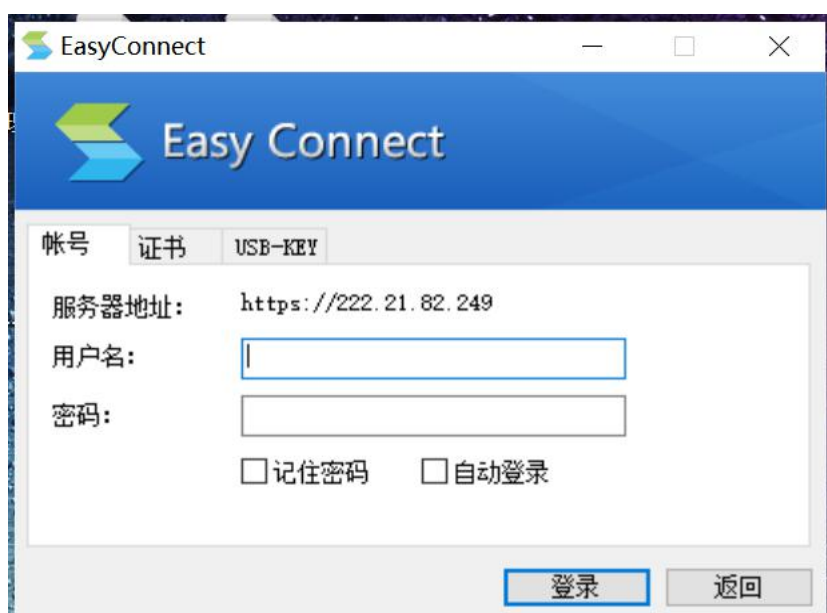 EasyConnect
Easy Connect
帐号 证书 USB-KEY
服务器地址: https://222.21.82.249
用户名:
密码:
记住密码 自动登录
登录 返回